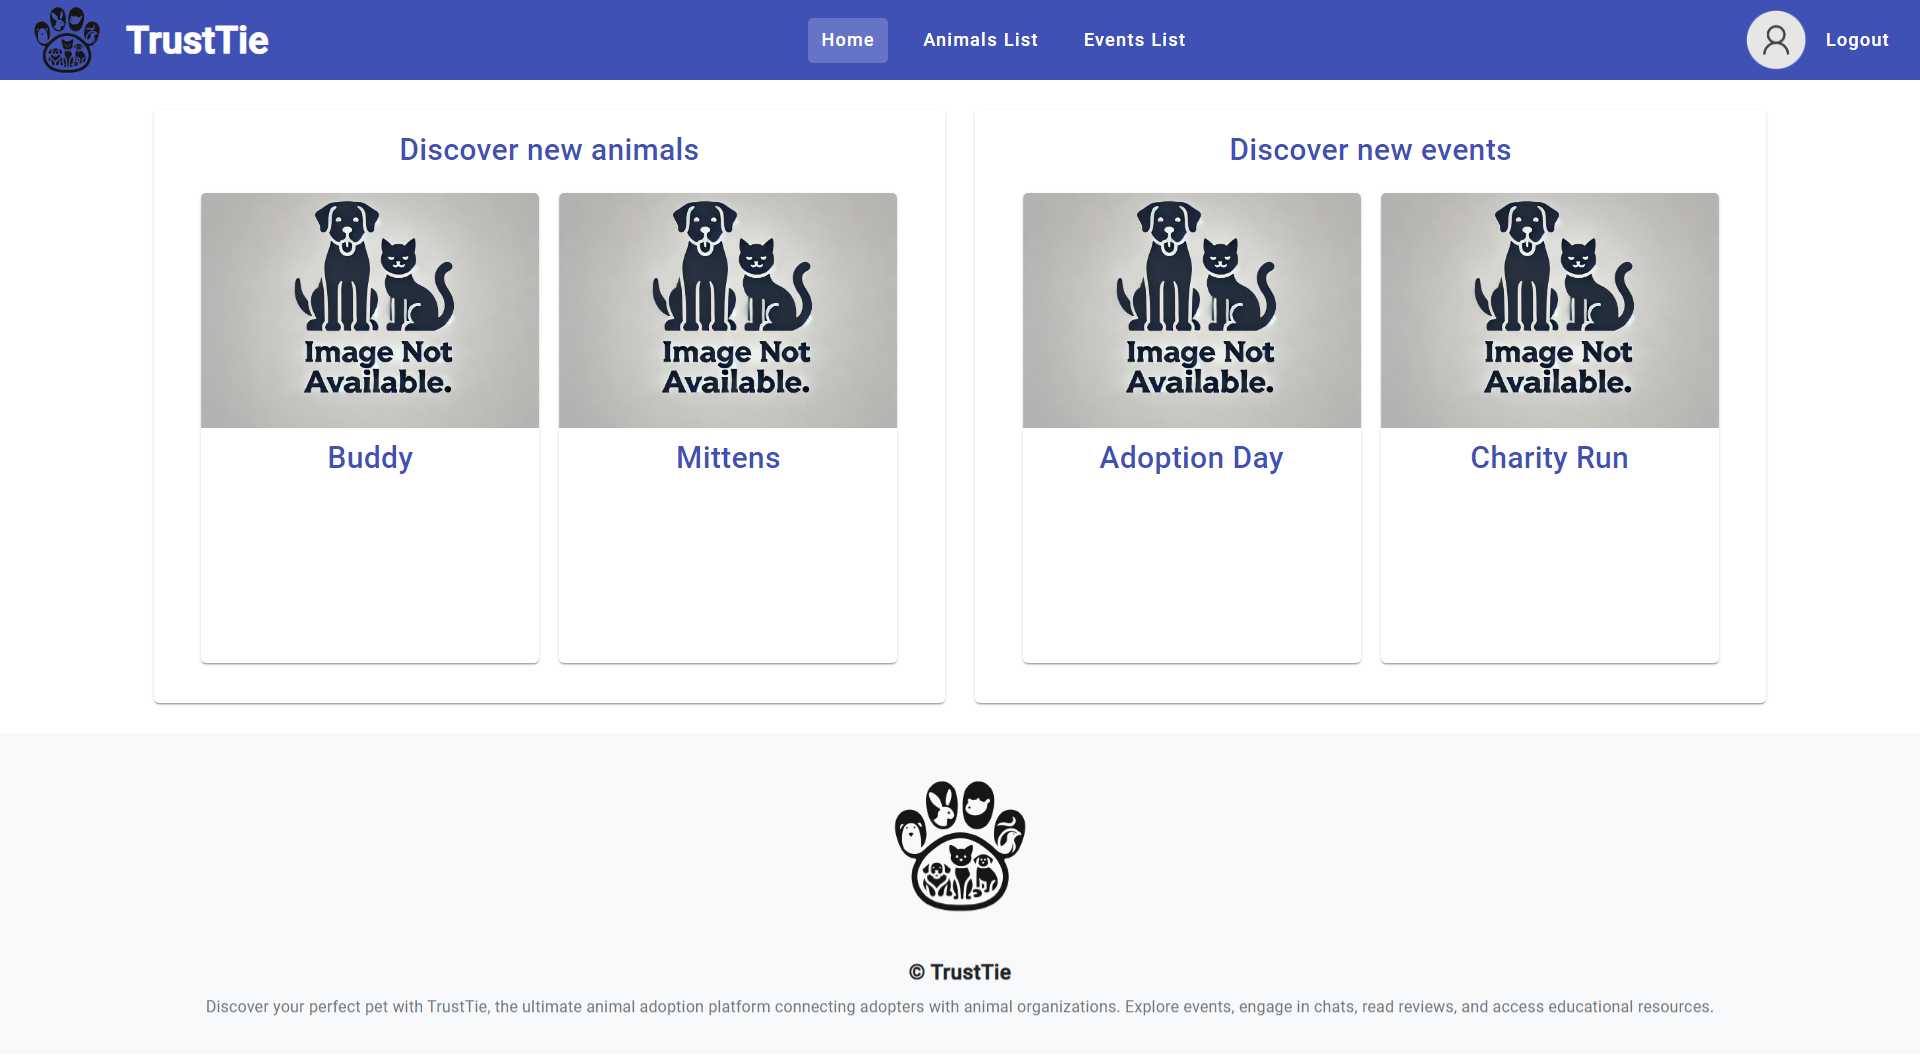 TrustTie
Home
Animals List
Events List
Logout
Discover new animals
Image Not
Available.
Buddy
Image Not
Available.
Mittens
Discover new events
Image Not
Available.
Adoption Day
Image Not
Available.
Charity Run
© TrustTie
Discover your perfect pet with TrustTie, the ultimate animal adoption platform connecting adopters with animal organizations. Explore events, engage in chats, read reviews, and access educational resources.